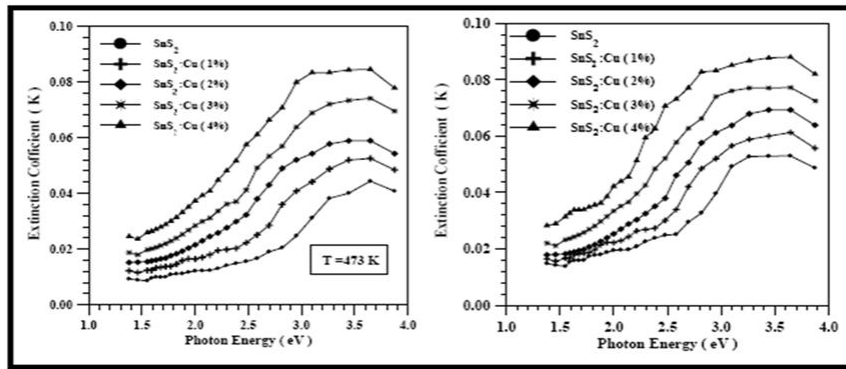 0.10
0.08
0.06
0.04
0.02
0.00
1.0 1.5 2.0 2.5 3.0 3.5 4.0
Extinction Cofficient ( K )
Photon Energy ( eV )
SnS2
SnS2:Cu ( 1%)
SnS2:Cu ( 2%)
SnS2:Cu ( 3%)
SnS2:Cu ( 4%)
T =473 K
0.10
0.08
0.06
0.04
0.02
0.00
1.0 1.5 2.0 2.5 3.0 3.5 4.0
Extinction Cofficient ( K )
Photon Energy ( eV )
SnS2
SnS2:Cu ( 1%)
SnS2:Cu ( 2%)
SnS2:Cu ( 3%)
SnS2:Cu ( 4%)